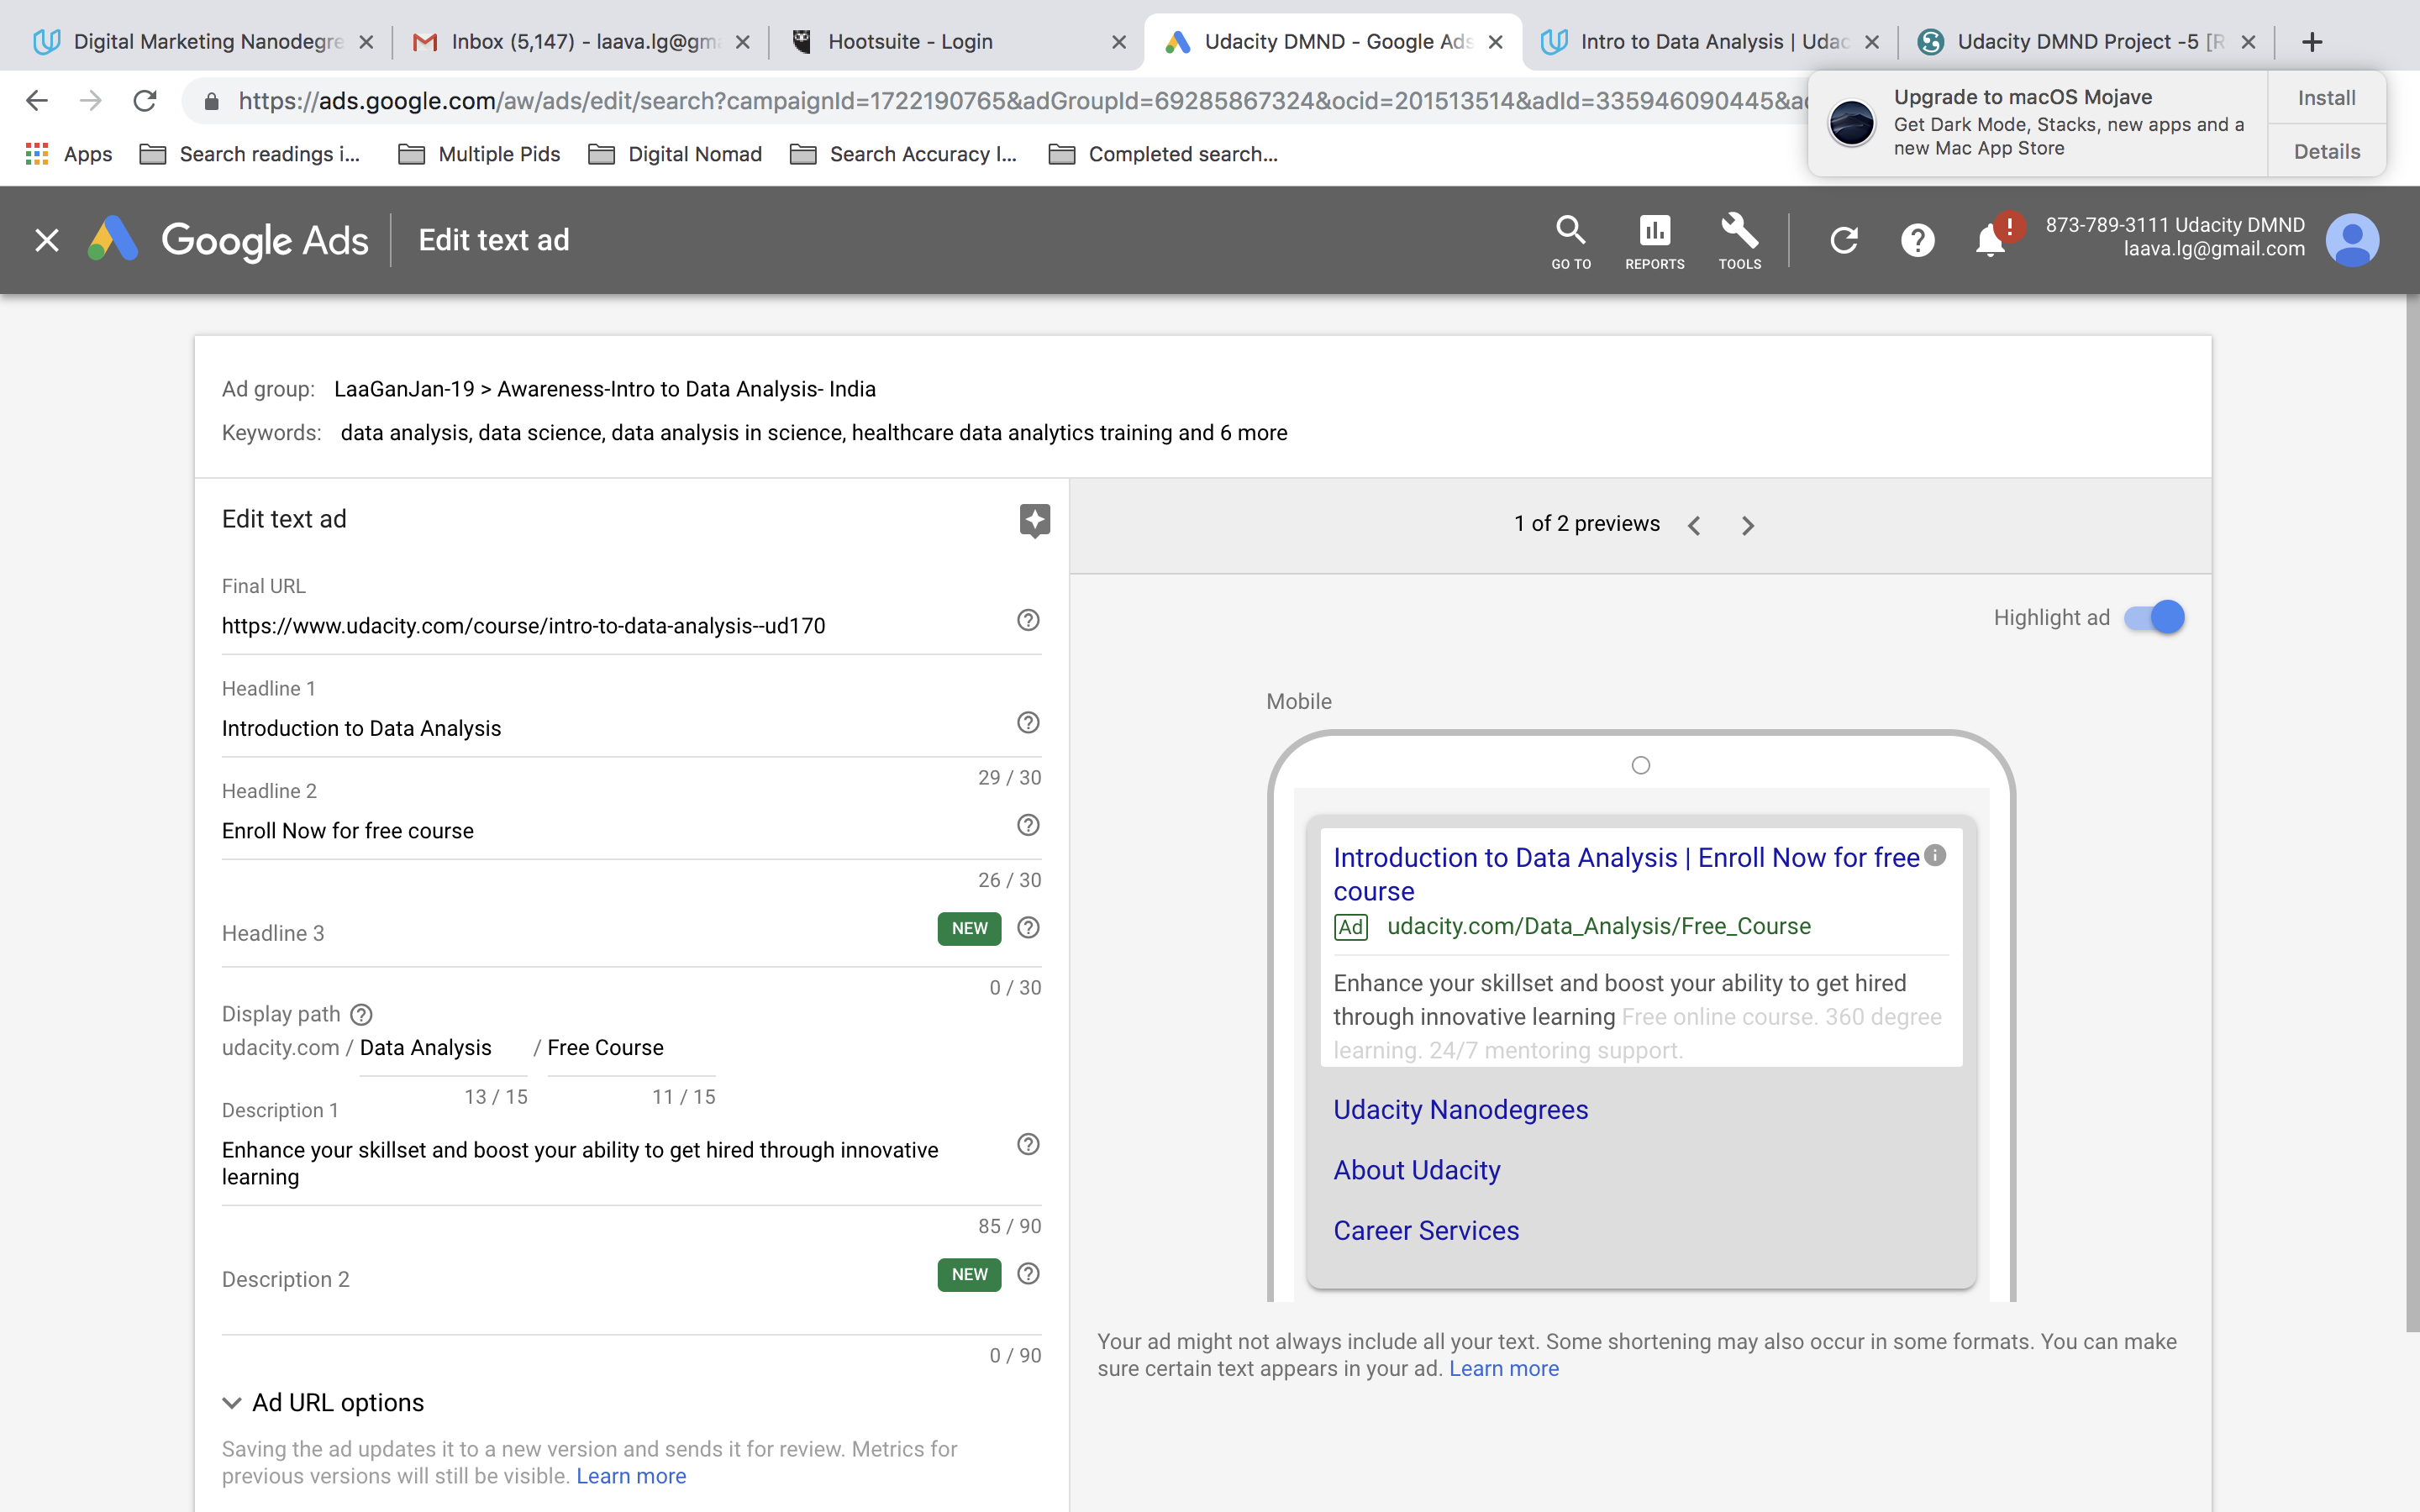 Digital Marketing Nanodegre
Inbox (5,147) - laava.lg@gma
Hootsuite - Login
Udacity DMND - Google Ads
Intro to Data Analysis | Udac
Udacity DMND Project -5 [R
https://ads.google.com/aw/ads/edit/search?campaignId=1722190765&adGroupId=69285867324&ocid=201513514&adId=335946090445&ad
Upgrade to macOS Mojave
Get Dark Mode, Stacks, new apps and a
new Mac App Store
Install
Details
Apps
Search readings i...
Multiple Pids
Digital Nomad
Search Accuracy I...
Completed search...
Google Ads
Edit text ad
GO TO
REPORTS
TOOLS
873-789-3111 Udacity DMND
laava.lg@gmail.com
Ad group: LaaGanJan-19 > Awareness-Intro to Data Analysis- India
Keywords: data analysis, data science, data analysis in science, healthcare data analytics training and 6 more
Edit text ad
Final URL
https://www.udacity.com/course/intro-to-data-analysis--ud170
Headline 1
Introduction to Data Analysis
29 / 30
Headline 2
Enroll Now for free course
26 / 30
Headline 3
NEW
0 / 30
Display path
udacity.com / Data Analysis / Free Course
13 / 15
11 / 15
Description 1
Enhance your skillset and boost your ability to get hired through innovative
learning
85 / 90
Description 2
NEW
0 / 90
Ad URL options
Saving the ad updates it to a new version and sends it for review. Metrics for
previous versions will still be visible. Learn more
1 of 2 previews
Highlight ad
Mobile
Introduction to Data Analysis | Enroll Now for free
course
Ad udacity.com/Data_Analysis/Free_Course
Enhance your skillset and boost your ability to get hired
through innovative learning Free online course. 360 degree
learning. 24/7 mentoring support.
Udacity Nanodegrees
About Udacity
Career Services
Your ad might not always include all your text. Some shortening may also occur in some formats. You can make
sure certain text appears in your ad. Learn more